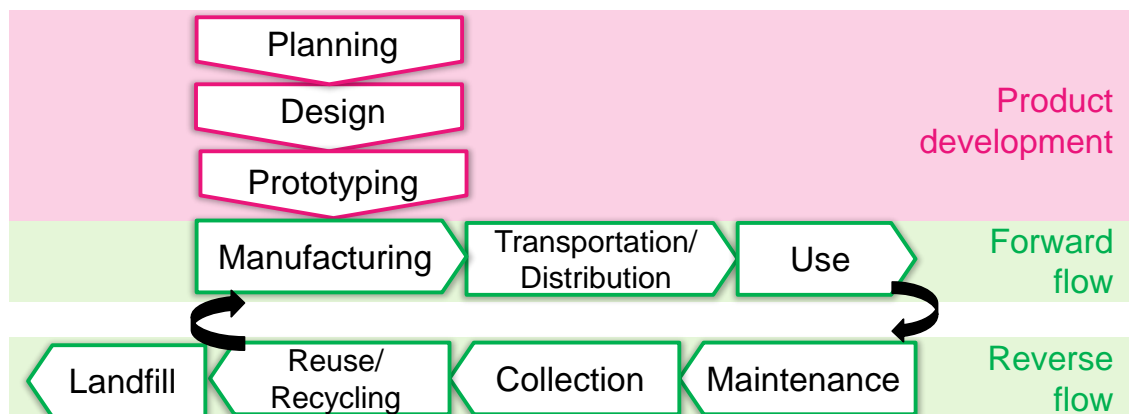 Planning
Design
Prototyping
Product
development
Manufacturing
Transportation/
Distribution
Use
Forward
flow
Landfill
Reuse/
Recycling
Collection
Maintenance
Reverse
flow